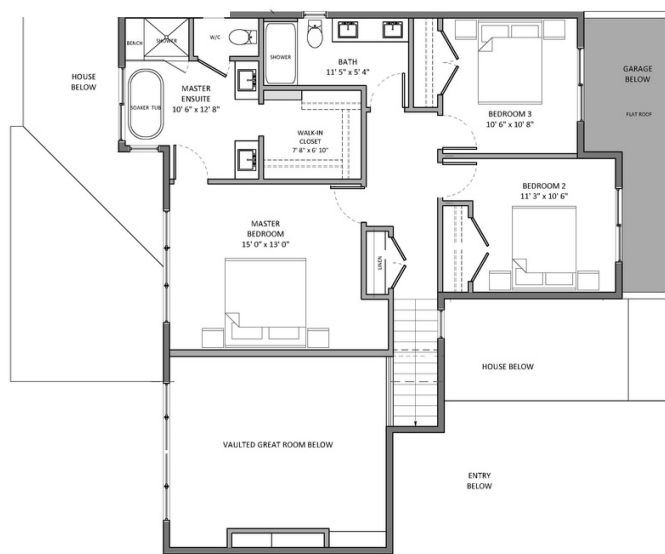 BENCH
SHOWER
W/C
SHOWER
BATH
11' 5" x 5' 4"
HOUSE
BELOW
SOAKER TUB
MASTER
ENSUITE
10' 6" x 12' 8"
WALK-IN
CLOSET
7' 8" x 6' 10"
BEDROOM 3
10' 6" x 10' 8"
GARAGE
BELOW
FLAT ROOF
BEDROOM 2
11' 3" x 10' 6"
MASTER
BEDROOM
15' 0" x 13' 0"
LINEN
HOUSE BELOW
VAULTED GREAT ROOM BELOW
ENTRY
BELOW